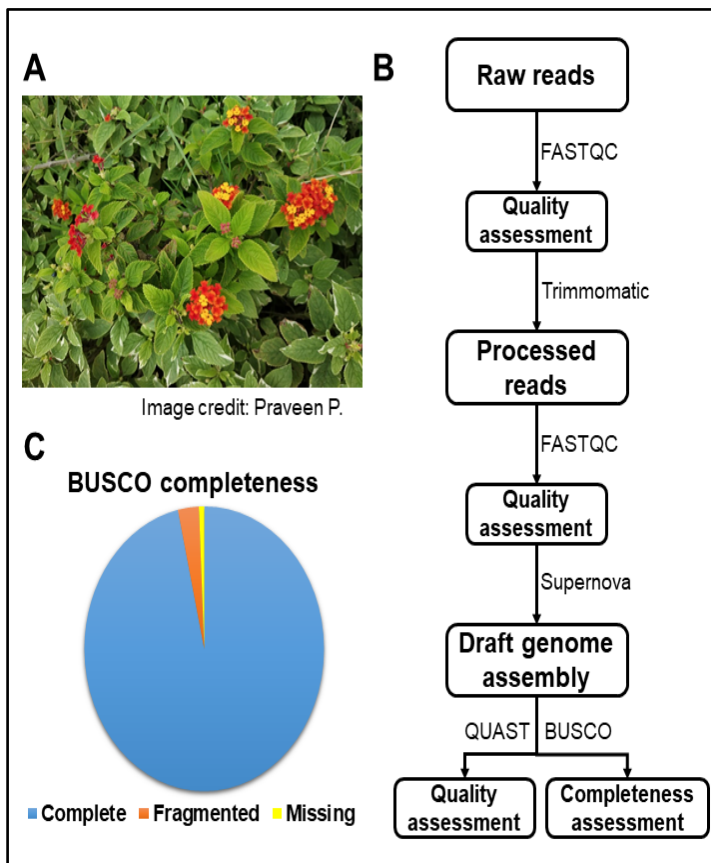 A
Image credit: Praveen P.
B
Raw reads
FASTQC
Quality
assessment
Trimmomatic
Processed
reads
FASTQC
Quality
assessment
Supernova
Draft genome
assembly
QUAST
BUSCO
Quality
assessment
Completeness
assessment
C
BUSCO completeness
Complete
Fragmented
Missing